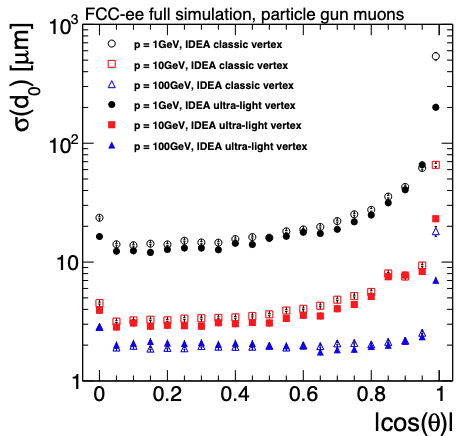 FCC-ee full simulation, particle gun muons
σ(d₀) [μm]
10³
10²
10
1
p = 1GeV, IDEA classic vertex
p = 10GeV, IDEA classic vertex
p = 100GeV, IDEA classic vertex
p = 1GeV, IDEA ultra-light vertex
p = 10GeV, IDEA ultra-light vertex
p = 100GeV, IDEA ultra-light vertex
0 0.2 0.4 0.6 0.8 1
|cos(θ)|